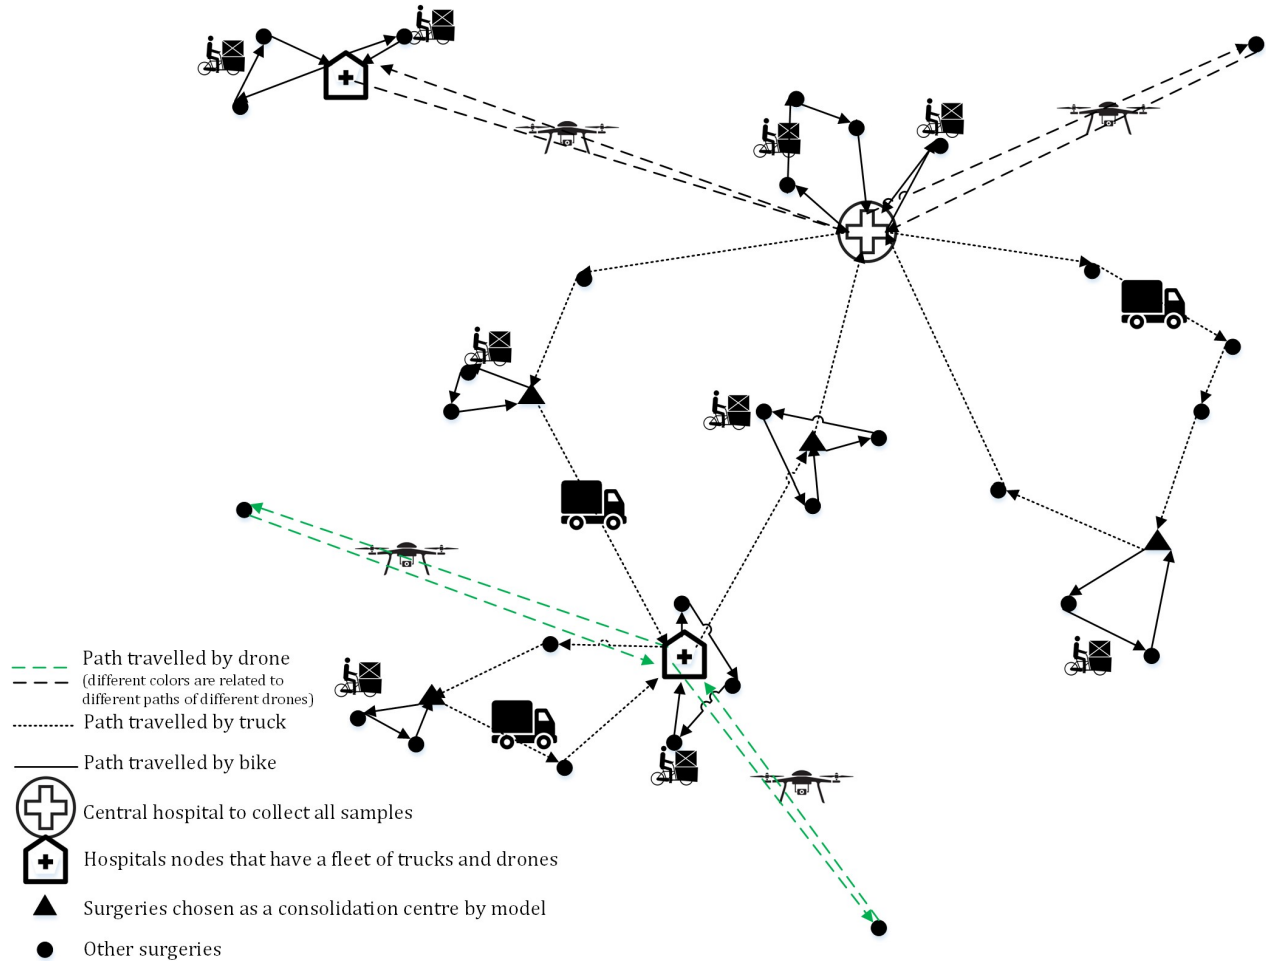 Path travelled by drone
(different colors are related to
different paths of different drones)
Path travelled by truck
Path travelled by bike
Central hospital to collect all samples
Hospitals nodes that have a fleet of trucks and drones
Surgeries chosen as a consolidation centre by model
Other surgeries